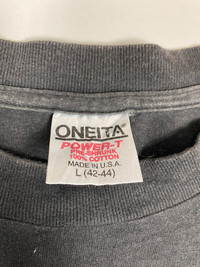 ONEITA
POWER-T
PRE-SHRUNK
100% COTTON
MADE IN U.S.A.
L (42-44)